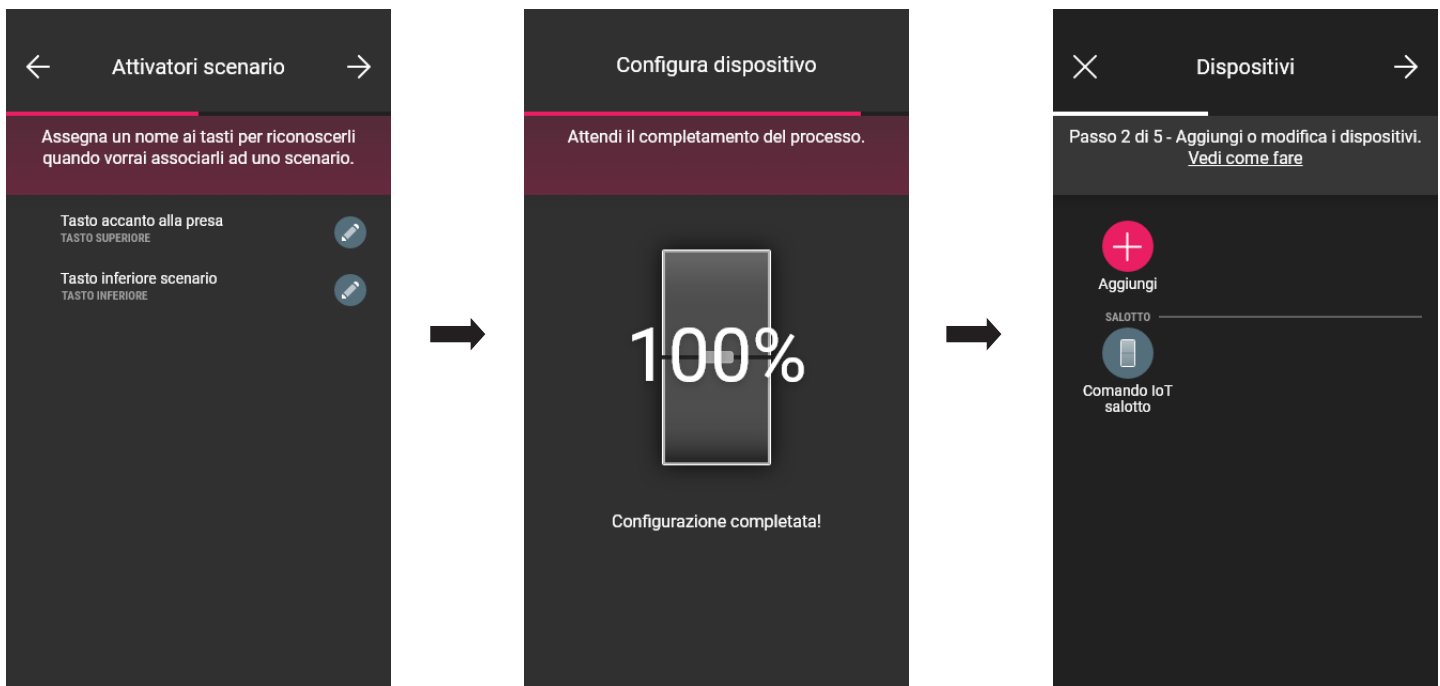 Attivatori scenario
Assegna un nome ai tasti per riconoscerli
quando vorrai associarli ad uno scenario.
Tasto accanto alla presa
TASTO SUPERIORE
Tasto inferiore scenario
TASTO INFERIORE
Configura dispositivo
Attendi il completamento del processo.
100%
Configurazione completata!
Dispositivi
Passo 2 di 5 - Aggiungi o modifica i dispositivi.
Vedi come fare
Aggiungi
SALOTTO
Comando IoT
salotto